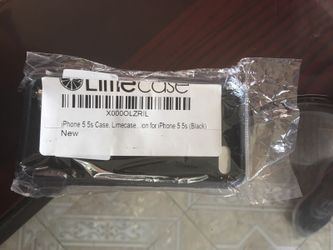 Limecase
X000OLZRIL
iPhone 5 5s Case, Limecase...ion for iPhone 5 5s (Black)
New